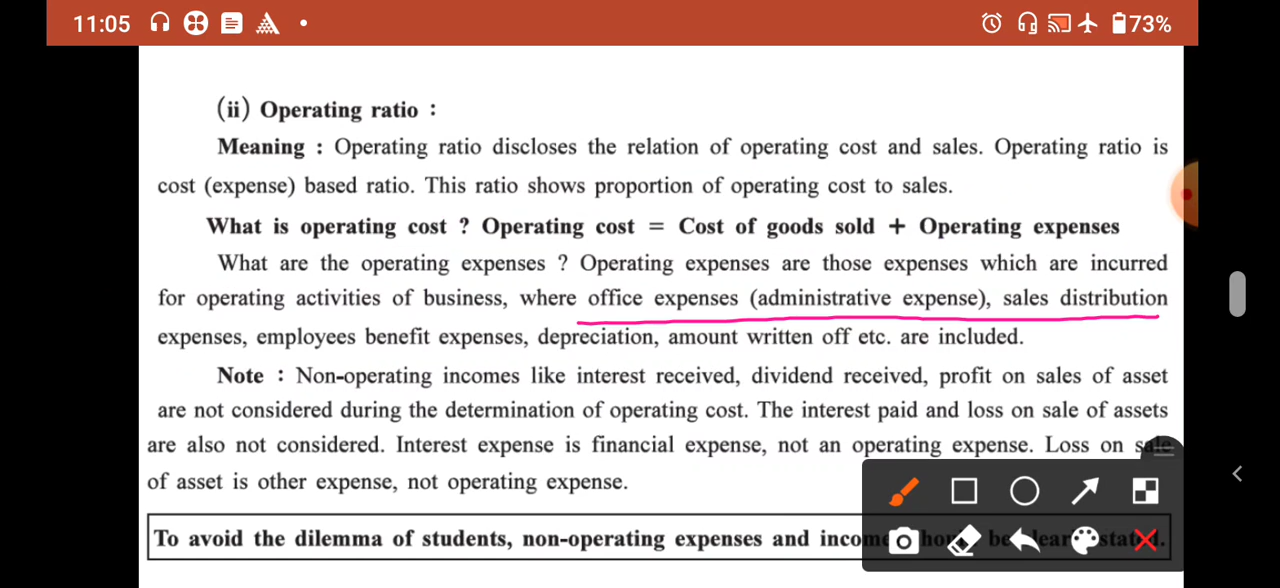 11:05
73%
(ii) Operating ratio :
Meaning : Operating ratio discloses the relation of operating cost and sales. Operating ratio is
cost (expense) based ratio. This ratio shows proportion of operating cost to sales.
What is operating cost ? Operating cost = Cost of goods sold + Operating expenses
What are the operating expenses ? Operating expenses are those expenses which are incurred
for operating activities of business, where office expenses (administrative expense), sales distribution
expenses, employees benefit expenses, depreciation, amount written off etc. are included.
Note : Non-operating incomes like interest received, dividend received, profit on sales of asset
are not considered during the determination of operating cost. The interest paid and loss on sale of assets
are also not considered. Interest expense is financial expense, not an operating expense. Loss on sale
of asset is other expense, not operating expense.
To avoid the dilemma of students, non-operating expenses and be